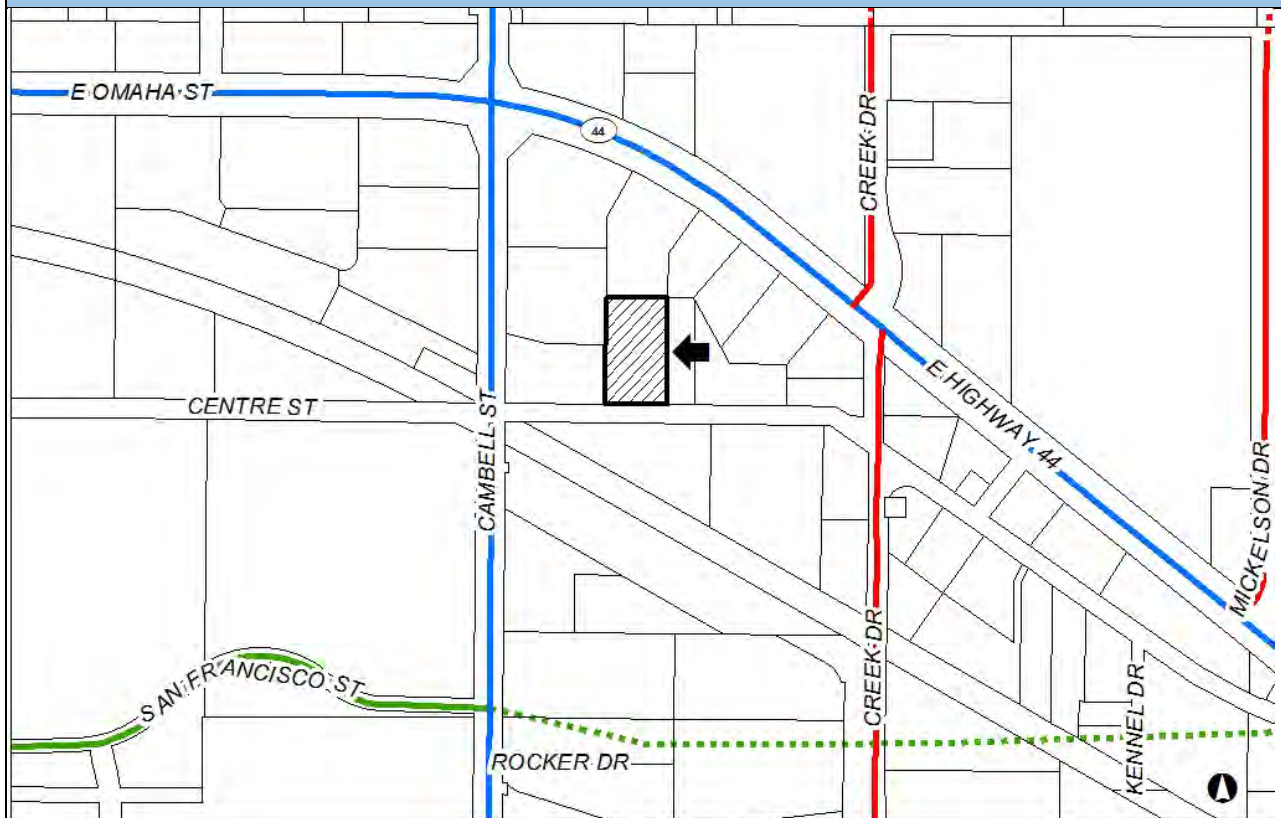 E OMAHA ST
44
CREEK DR
CENTRE ST
CAMBELL ST
E HIGHWAY 44
MICKELSON DR
SAN FRANCISCO ST
CREEK DR
KENNEL DR
ROCKER DR